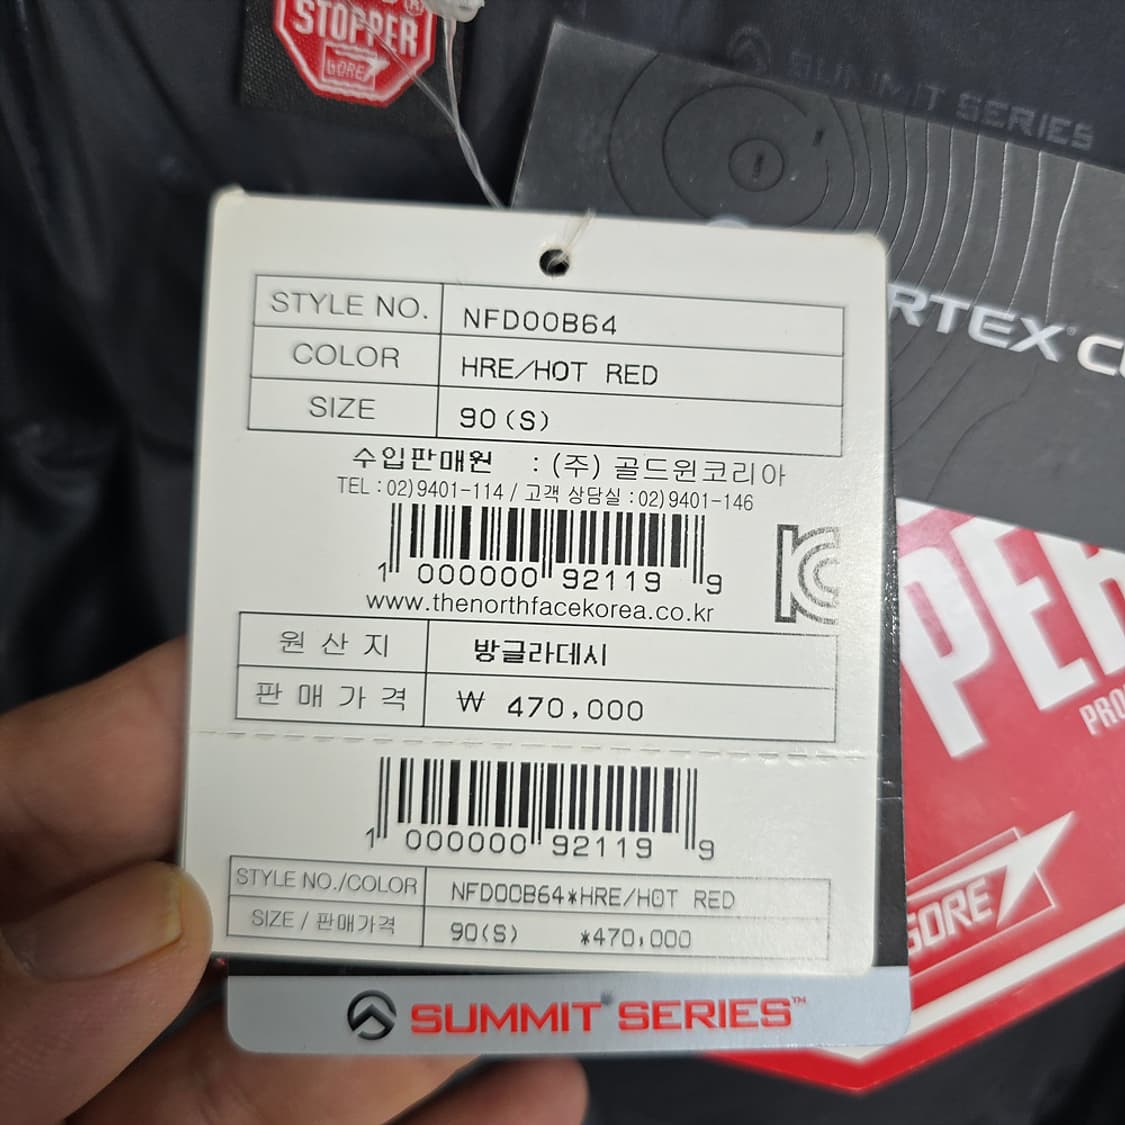 STOPPER
GORE
SUMMIT SERIES
STYLE NO. NFD00B64
COLOR HRE/HOT RED
SIZE 90(S)
수입판매원 : (주) 골드윈코리아
TEL : 02)9401-114 / 고객 상담실 : 02)9401-146
1 000000 92119 9
www.thenorthfacekorea.co.kr
원 산 지 방글라데시
판 매 가 격 ₩ 470,000
1 000000 92119 9
STYLE NO./COLOR NFD00B64*HRE/HOT RED
SIZE / 판매가격 90(S) *470,000
SUMMIT SERIES™
GORE